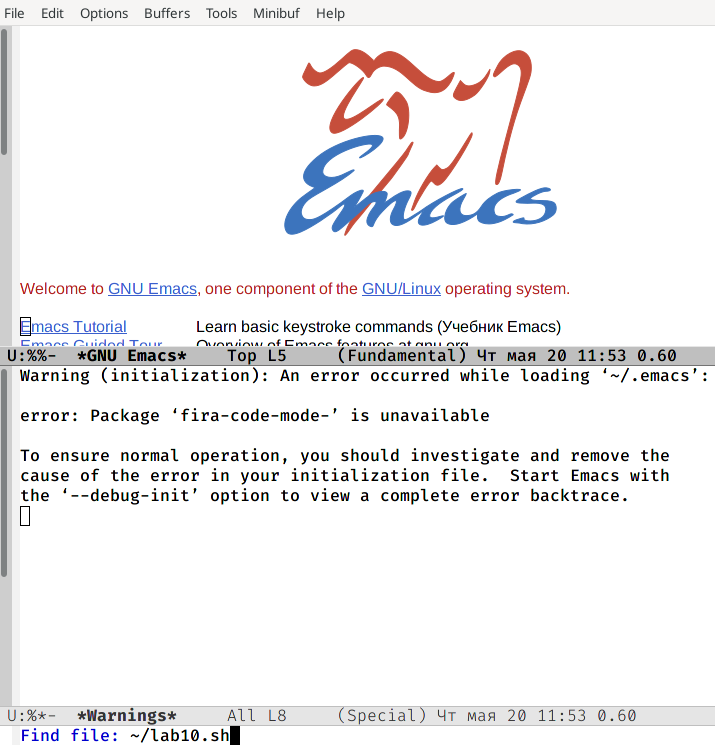 File Edit Options Buffers Tools Minibuf Help
Emacs
Welcome to GNU Emacs, one component of the GNU/Linux operating system.
Emacs Tutorial Learn basic keystroke commands (Учебник Emacs)
Emacs Guided Tour Overview of Emacs features at gnu.org
U:%%- *GNU Emacs* Top L5 (Fundamental) Чт мая 20 11:53 0.60
Warning (initialization): An error occurred while loading ‘~/.emacs’:
error: Package ‘fira-code-mode-’ is unavailable
To ensure normal operation, you should investigate and remove the
cause of the error in your initialization file. Start Emacs with
the ‘--debug-init’ option to view a complete error backtrace.
U:%*- *Warnings* All L8 (Special) Чт мая 20 11:53 0.60
Find file: ~/lab10.sh